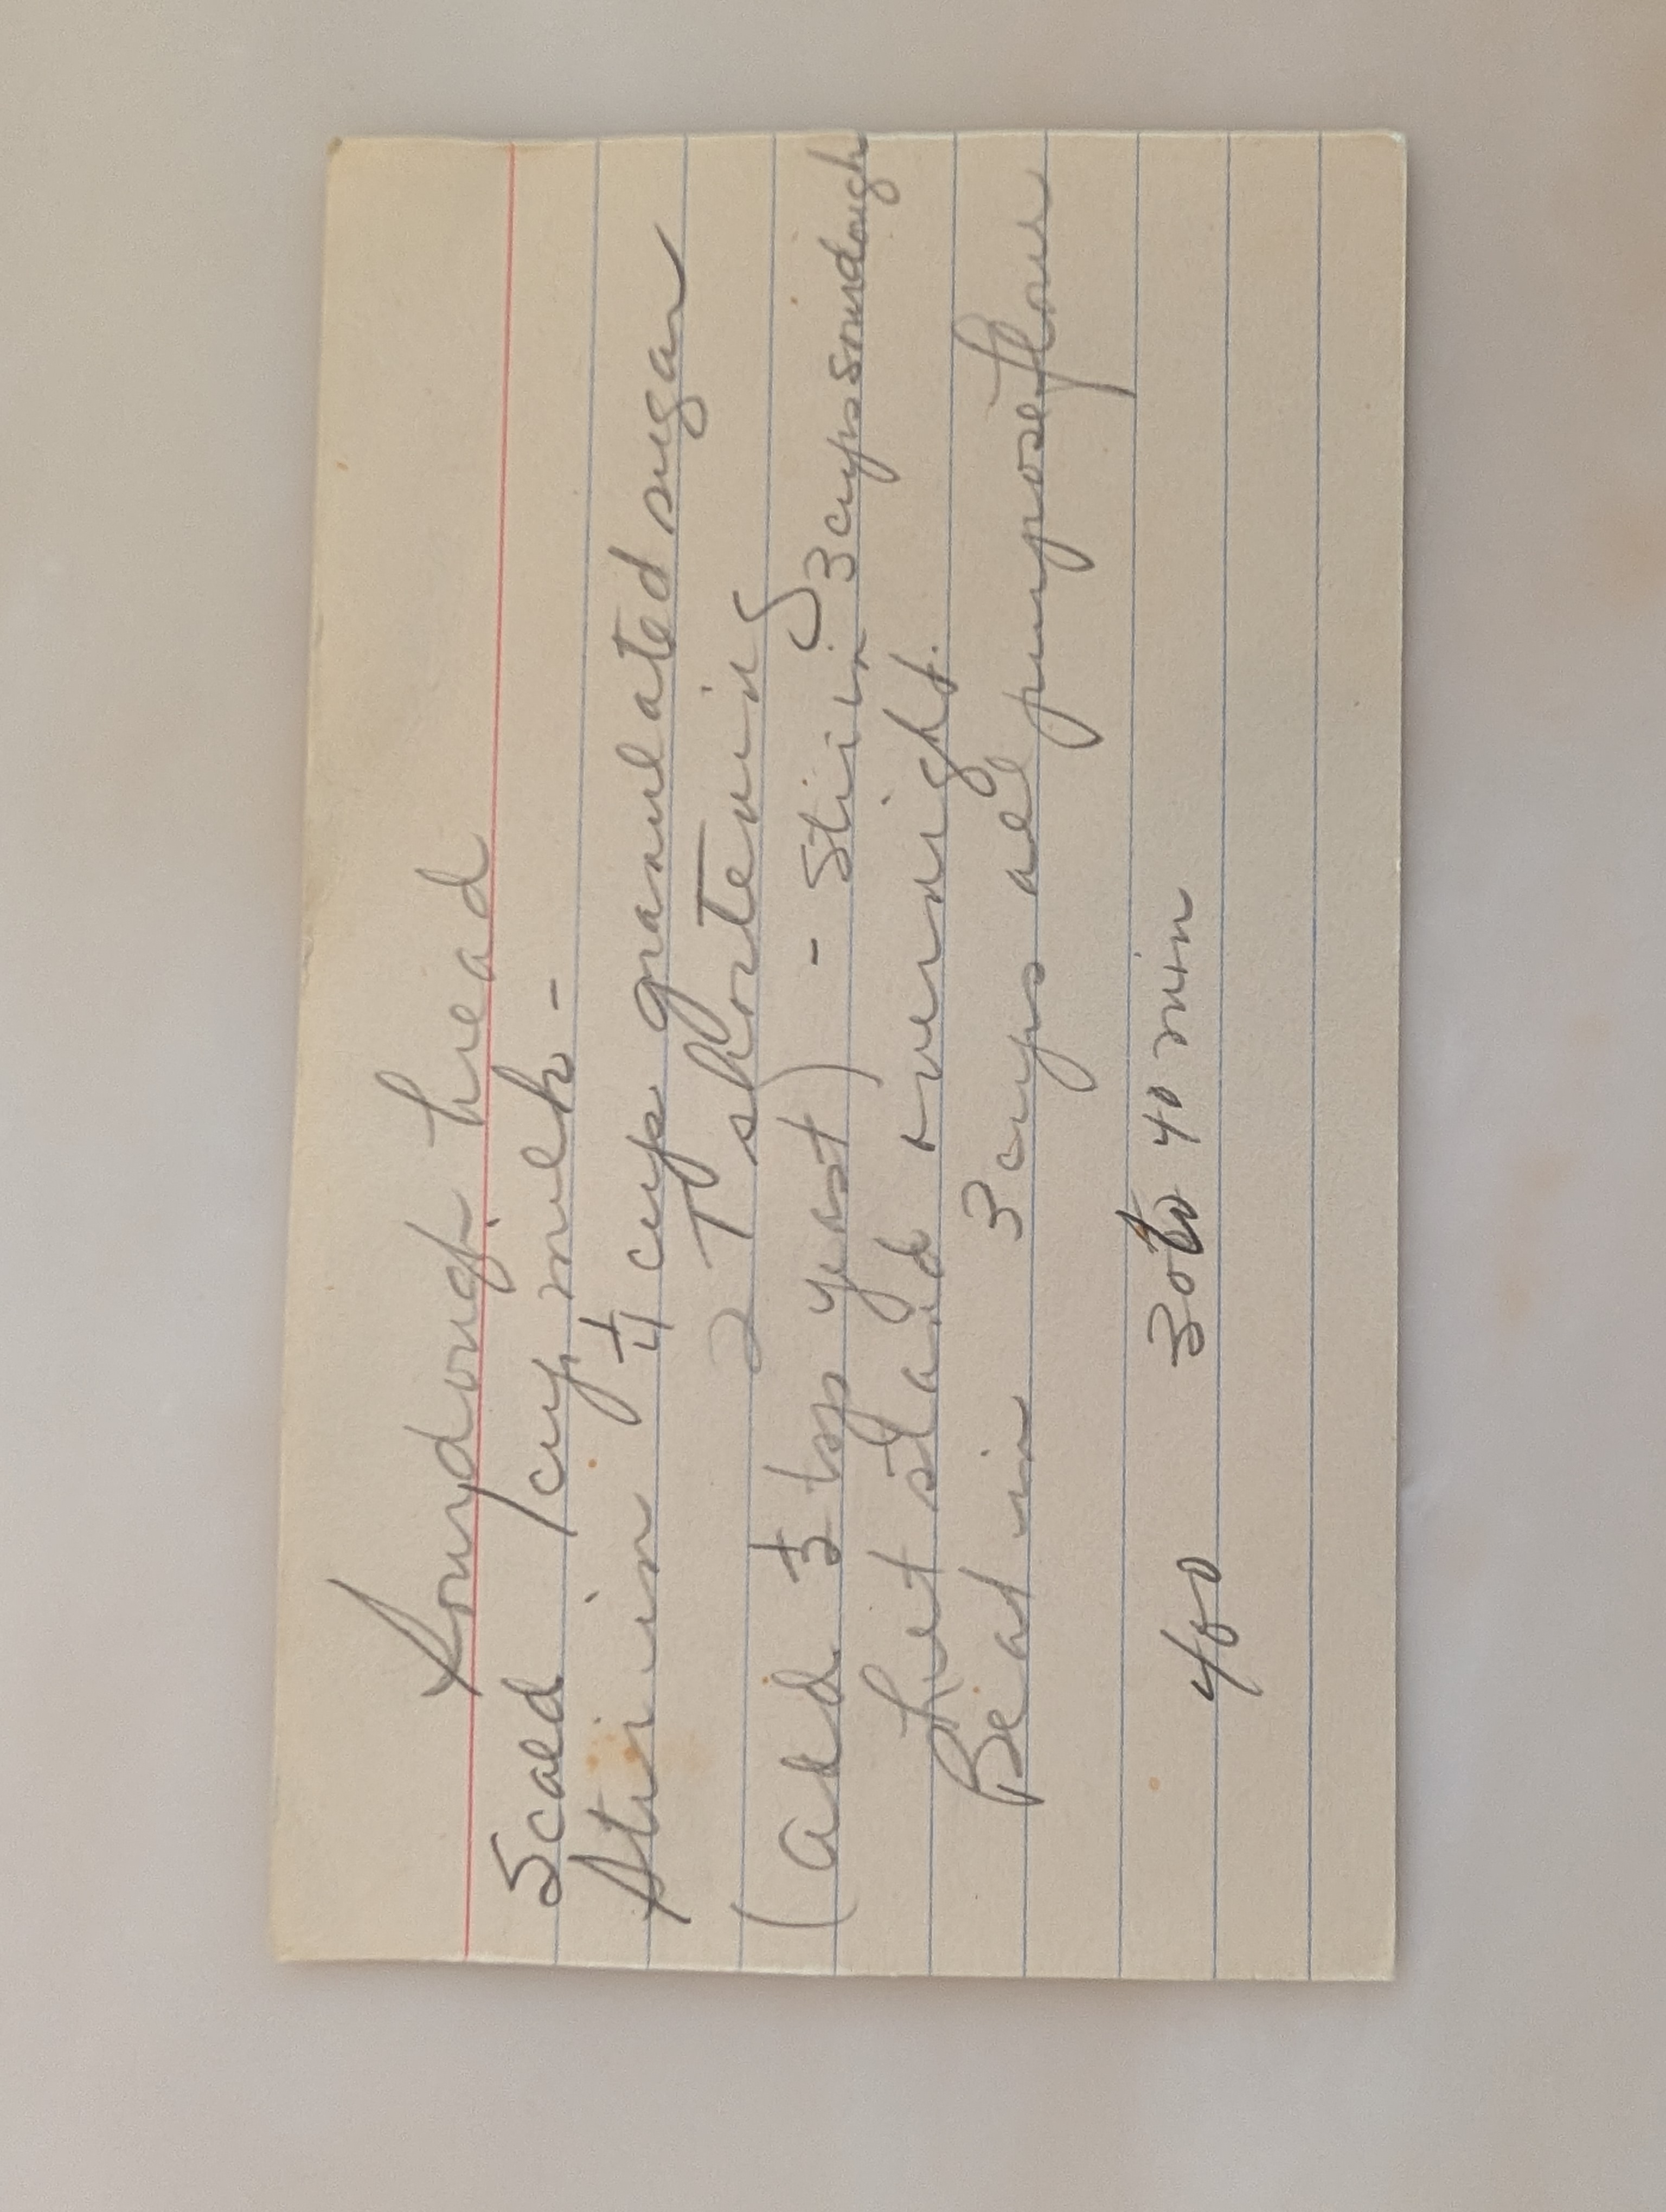 Sourdough bread
Scald 1 cup milk -
Stir in 1/4 cup granulated sugar
2 T shortening
(add 1/2 tsp yeast) - Stir in 3 cups sourdough
Let stand overnight.
Beat in 3 cups all purpose flour
400 30 to 40 min